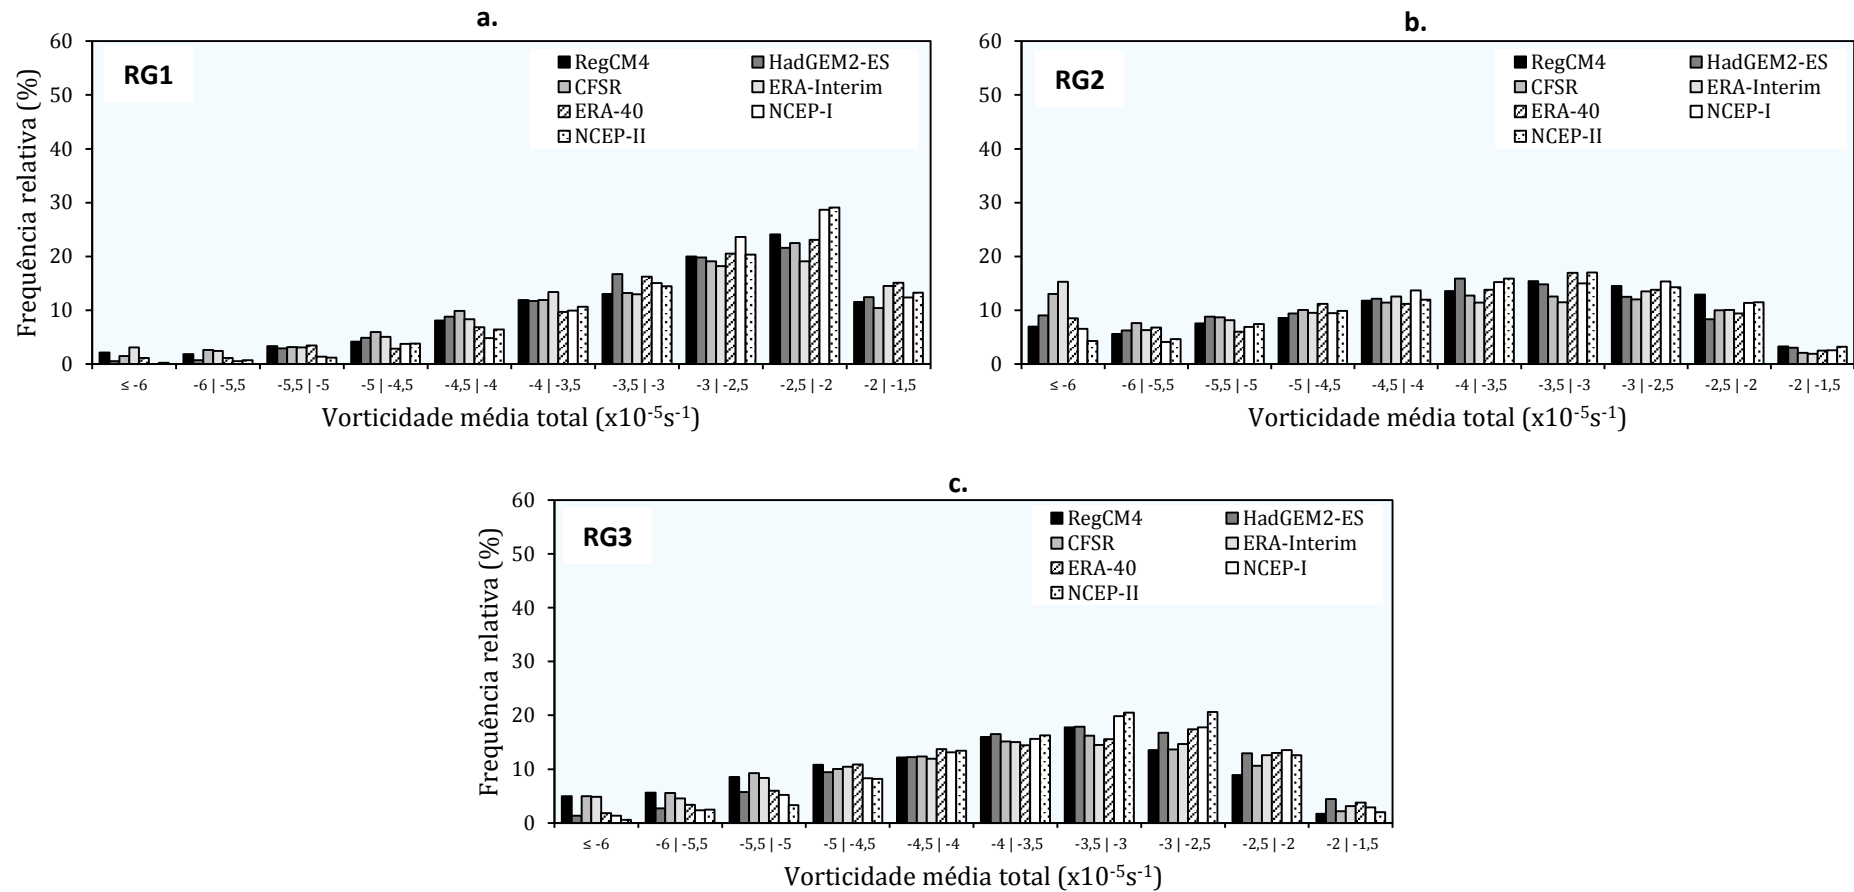 a.
60
50
40
30
20
10
0
Frequência relativa (%)
RG1
RegCM4 HadGEM2-ES
CFSR ERA-Interim
ERA-40 NCEP-I
NCEP-II
≤ -6 -6 | -5,5 -5,5 | -5 -5 | -4,5 -4,5 | -4 -4 | -3,5 -3,5 | -3 -3 | -2,5 -2,5 | -2 -2 | -1,5
Vorticidade média total (x10⁻⁵s⁻¹)
b.
60
50
40
30
20
10
0
RG2
RegCM4 HadGEM2-ES
CFSR ERA-Interim
ERA-40 NCEP-I
NCEP-II
≤ -6 -6 | -5,5 -5,5 | -5 -5 | -4,5 -4,5 | -4 -4 | -3,5 -3,5 | -3 -3 | -2,5 -2,5 | -2 -2 | -1,5
Vorticidade média total (x10⁻⁵s⁻¹)
c.
60
50
40
30
20
10
0
Frequência relativa (%)
RG3
RegCM4 HadGEM2-ES
CFSR ERA-Interim
ERA-40 NCEP-I
NCEP-II
≤ -6 -6 | -5,5 -5,5 | -5 -5 | -4,5 -4,5 | -4 -4 | -3,5 -3,5 | -3 -3 | -2,5 -2,5 | -2 -2 | -1,5
Vorticidade média total (x10⁻⁵s⁻¹)